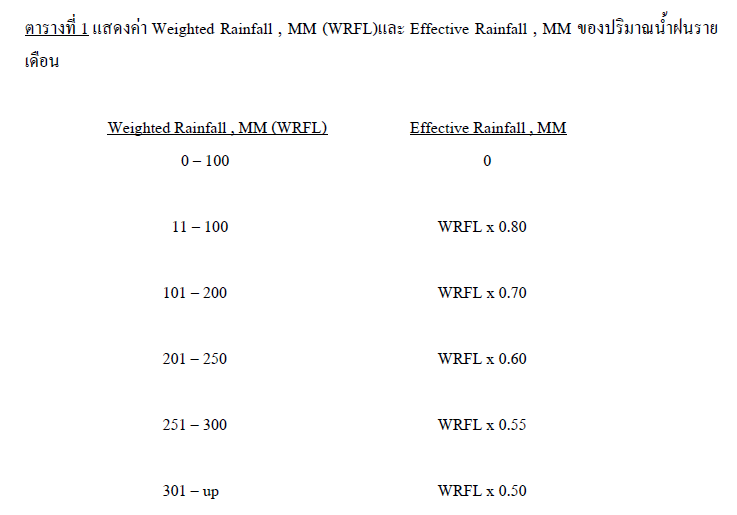 ตารางที่ 1 แสดงค่า Weighted Rainfall , MM (WRFL)และ Effective Rainfall , MM ของปริมาณน้ำฝนราย
เดือน
Weighted Rainfall , MM (WRFL) Effective Rainfall , MM
0 – 100 0
11 – 100 WRFL x 0.80
101 – 200 WRFL x 0.70
201 – 250 WRFL x 0.60
251 – 300 WRFL x 0.55
301 – up WRFL x 0.50